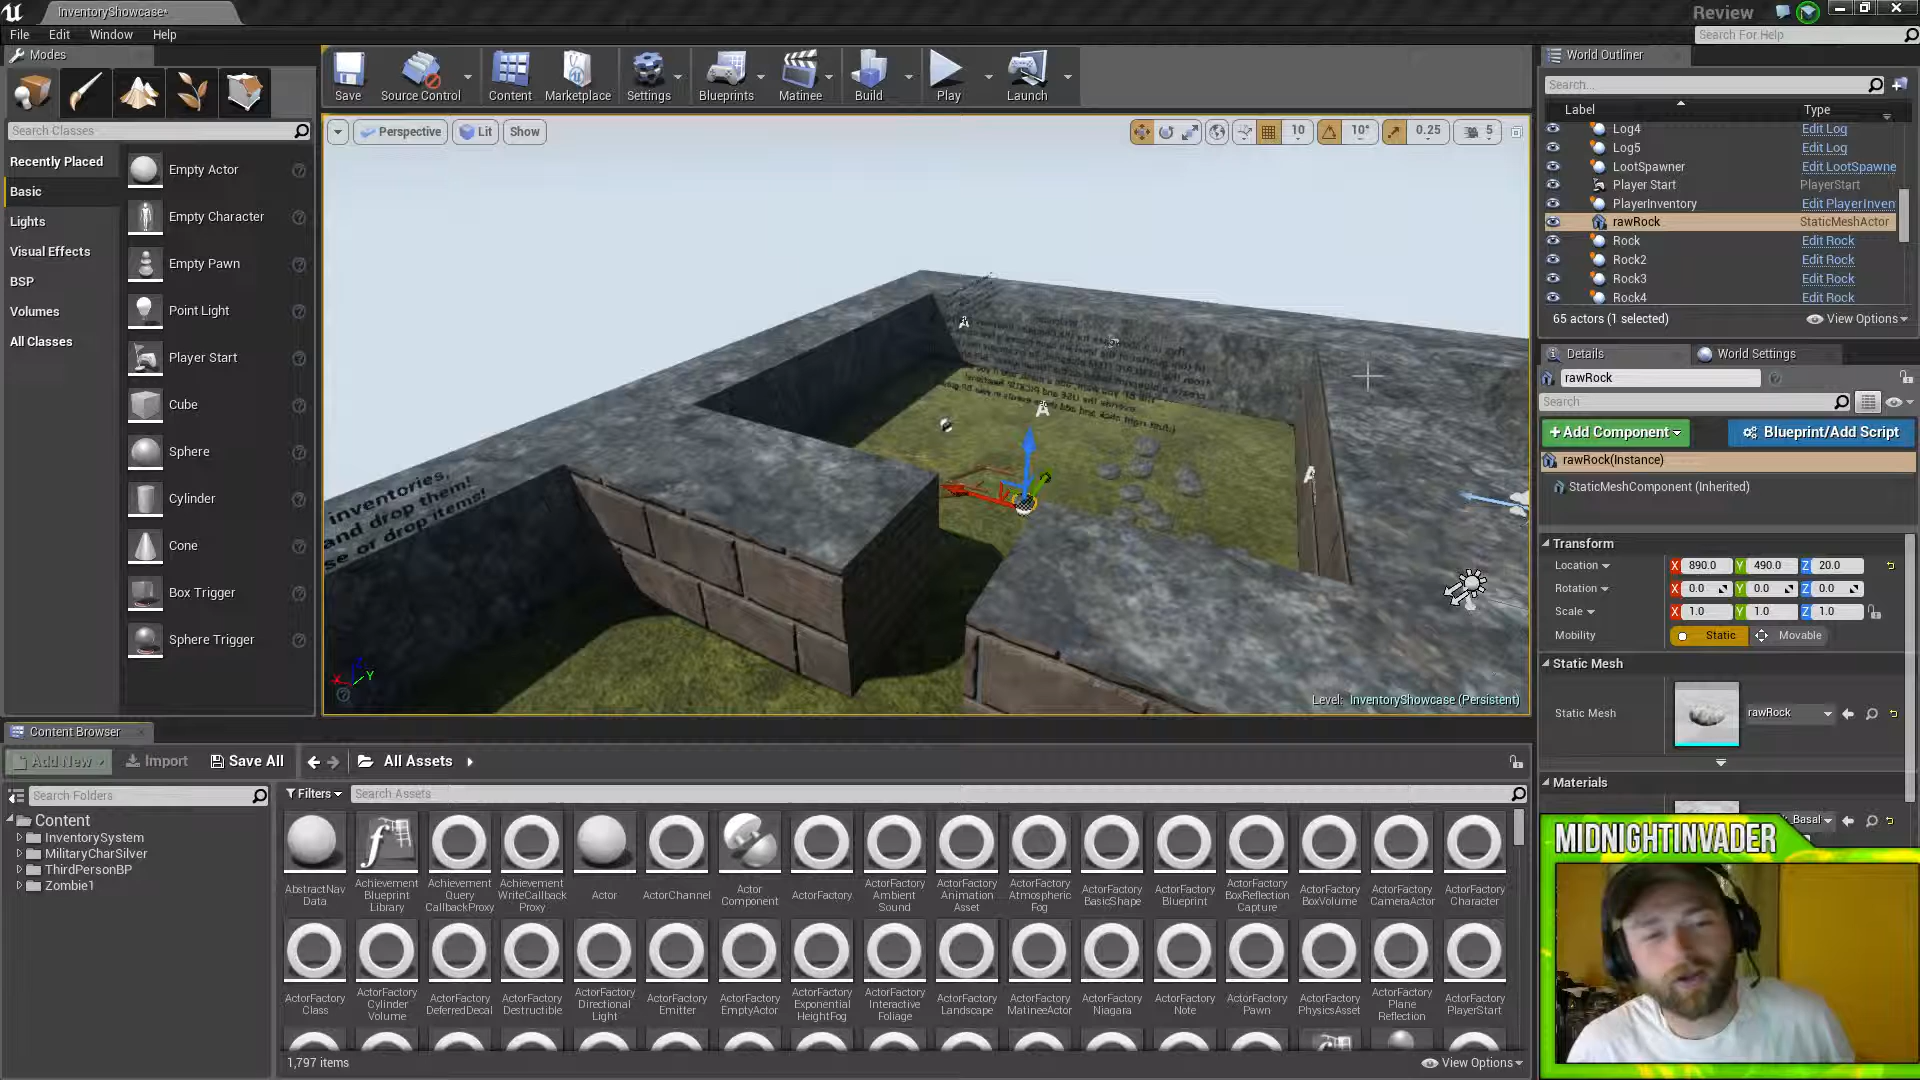 InventoryShowcase*
Review
File
Edit
Window
Help
Search For Help
Modes
Search Classes
Recently Placed
Basic
Lights
Visual Effects
BSP
Volumes
All Classes
Empty Actor
Empty Character
Empty Pawn
Point Light
Player Start
Cube
Sphere
Cylinder
Cone
Box Trigger
Sphere Trigger
Save
Source Control
Content
Marketplace
Settings
Blueprints
Matinee
Build
Play
Launch
Perspective
Lit
Show
10
10°
0.25
5
inventories,
and drop them!
se or drop items!
Level: InventoryShowcase (Persistent)
World Outliner
Search...
Label
Type
Log4
Edit Log
Log5
Edit Log
LootSpawner
Edit LootSpawne
Player Start
PlayerStart
PlayerInventory
Edit PlayerInven
rawRock
StaticMeshActor
Rock
Edit Rock
Rock2
Edit Rock
Rock3
Edit Rock
Rock4
Edit Rock
65 actors (1 selected)
View Options
Details
World Settings
rawRock
Search
+Add Component
Blueprint/Add Script
rawRock(Instance)
StaticMeshComponent (Inherited)
Transform
Location
X 890.0
Y 490.0
Z 20.0
Rotation
X 0.0
Y 0.0
Z 0.0
Scale
X 1.0
Y 1.0
Z 1.0
Mobility
Static
Movable
Static Mesh
Static Mesh
rawRock
Materials
Basal
MIDNIGHTINVADER
Content Browser
Add New
Import
Save All
All Assets
Search Folders
Filters
Search Assets
Content
InventorySystem
MilitaryCharSilver
ThirdPersonBP
Zombie1
AbstractNav
Data
Achievement
Blueprint
Library
Achievement
Query
CallbackProxy
Achievement
WriteCallback
Proxy
Actor
ActorChannel
Actor
Component
ActorFactory
ActorFactory
Ambient
Sound
ActorFactory
Animation
Asset
ActorFactory
Atmospheric
Fog
ActorFactory
BasicShape
ActorFactory
Blueprint
ActorFactory
BoxReflection
Capture
ActorFactory
BoxVolume
ActorFactory
CameraActor
ActorFactory
Character
ActorFactory
Class
ActorFactory
Cylinder
Volume
ActorFactory
DeferredDecal
ActorFactory
Destructible
ActorFactory
Directional
Light
ActorFactory
Emitter
ActorFactory
EmptyActor
ActorFactory
Exponential
HeightFog
ActorFactory
Interactive
Foliage
ActorFactory
Landscape
ActorFactory
MatineeActor
ActorFactory
Niagara
ActorFactory
Note
ActorFactory
Pawn
ActorFactory
PhysicsAsset
ActorFactory
Plane
Reflection
ActorFactory
PlayerStart
1,797 items
View Options